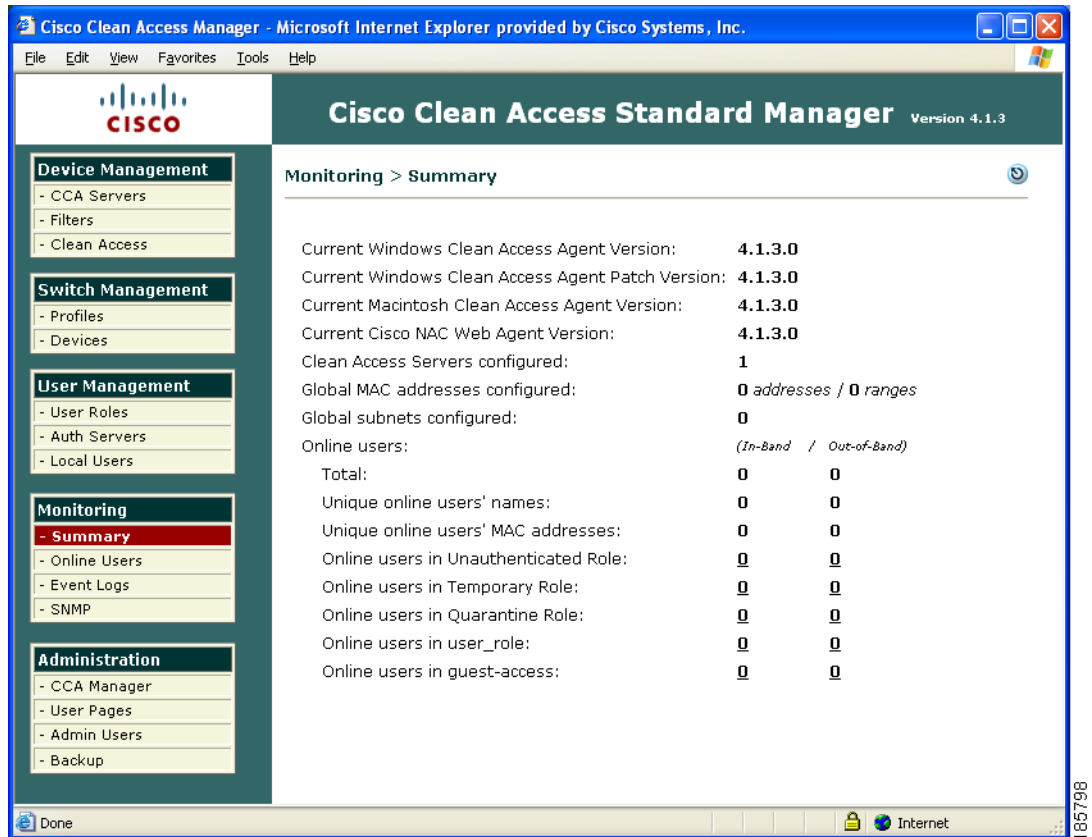 Cisco Clean Access Manager - Microsoft Internet Explorer provided by Cisco Systems, Inc.
File Edit View Favorites Tools Help
CISCO
Cisco Clean Access Standard Manager Version 4.1.3
Device Management
- CCA Servers
- Filters
- Clean Access
Switch Management
- Profiles
- Devices
User Management
- User Roles
- Auth Servers
- Local Users
Monitoring
- Summary
- Online Users
- Event Logs
- SNMP
Administration
- CCA Manager
- User Pages
- Admin Users
- Backup
Monitoring > Summary
Current Windows Clean Access Agent Version: 4.1.3.0
Current Windows Clean Access Agent Patch Version: 4.1.3.0
Current Macintosh Clean Access Agent Version: 4.1.3.0
Current Cisco NAC Web Agent Version: 4.1.3.0
Clean Access Servers configured: 1
Global MAC addresses configured: 0 addresses / 0 ranges
Global subnets configured: 0
Online users: (In-Band / Out-of-Band)
Total: 0 0
Unique online users' names: 0 0
Unique online users' MAC addresses: 0 0
Online users in Unauthenticated Role: 0 0
Online users in Temporary Role: 0 0
Online users in Quarantine Role: 0 0
Online users in user_role: 0 0
Online users in guest-access: 0 0
Done
Internet
185798